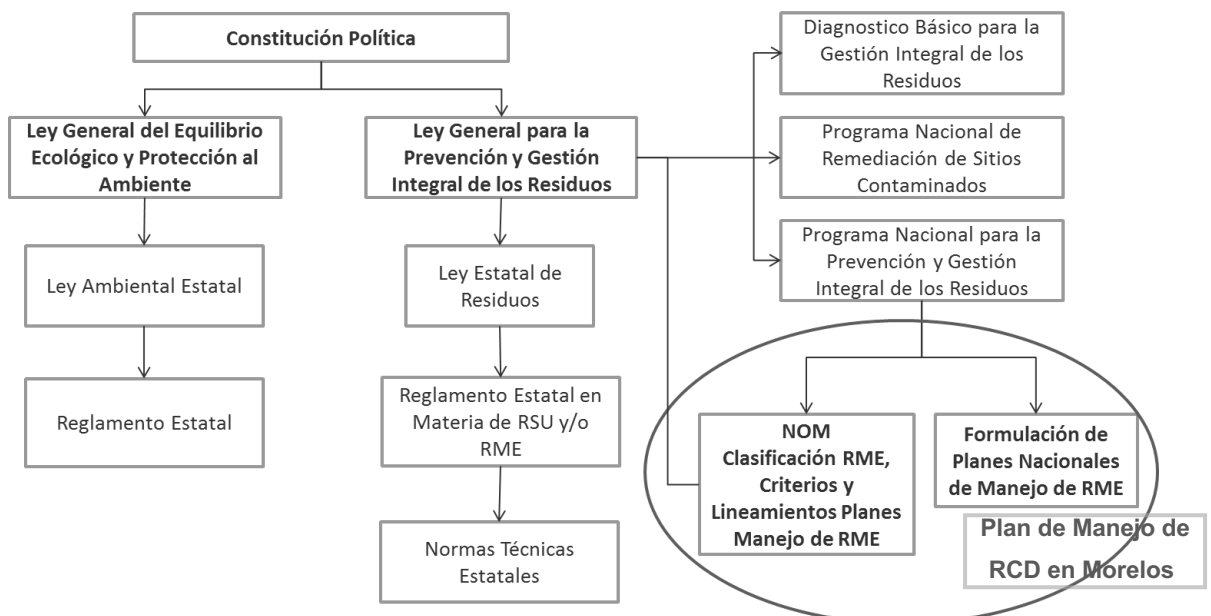 Constitución Política
Ley General del Equilibrio
Ecológico y Protección al
Ambiente
Ley Ambiental Estatal
Reglamento Estatal
Ley General para la
Prevención y Gestión
Integral de los Residuos
Ley Estatal de
Residuos
Reglamento Estatal en
Materia de RSU y/o
RME
Normas Técnicas
Estatales
Diagnostico Básico para la
Gestión Integral de los
Residuos
Programa Nacional de
Remediación de Sitios
Contaminados
Programa Nacional para la
Prevención y Gestión
Integral de los Residuos
NOM
Clasificación RME,
Criterios y
Lineamientos Planes
Manejo de RME
Formulación de
Planes Nacionales
de Manejo de RME
Plan de Manejo de
RCD en Morelos